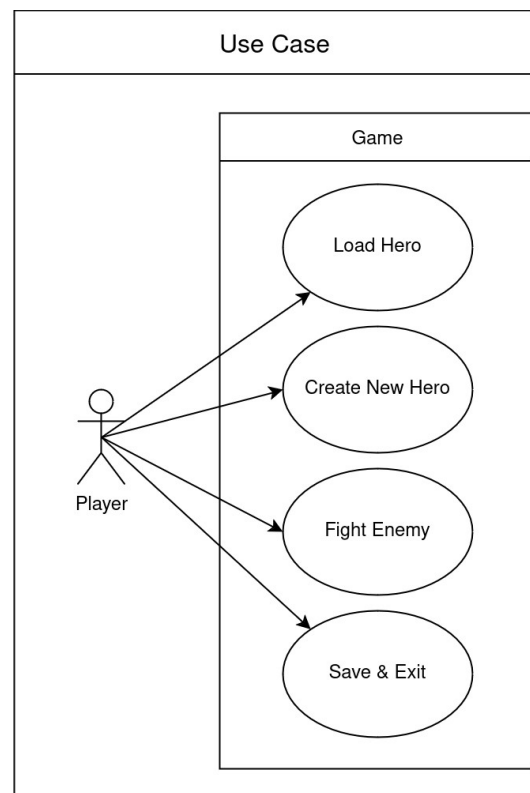 Use Case
Game
Load Hero
Create New Hero
Player
Fight Enemy
Save & Exit